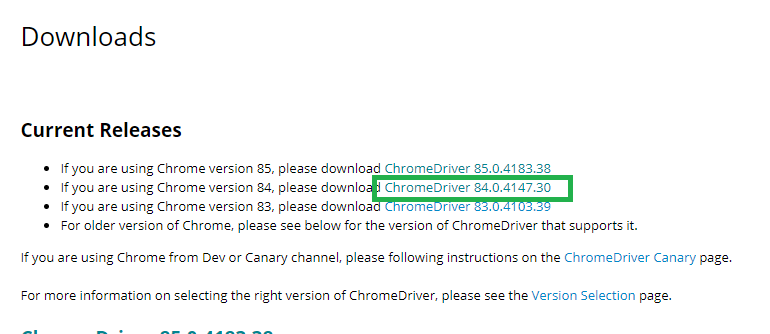 Downloads
Current Releases
If you are using Chrome version 85, please download ChromeDriver 85.0.4183.38
If you are using Chrome version 84, please download ChromeDriver 84.0.4147.30
If you are using Chrome version 83, please download ChromeDriver 83.0.4103.39
For older version of Chrome, please see below for the version of ChromeDriver that supports it.
If you are using Chrome from Dev or Canary channel, please following instructions on the ChromeDriver Canary page.
For more information on selecting the right version of ChromeDriver, please see the Version Selection page.
ChromeDriver 85.0.4183.38